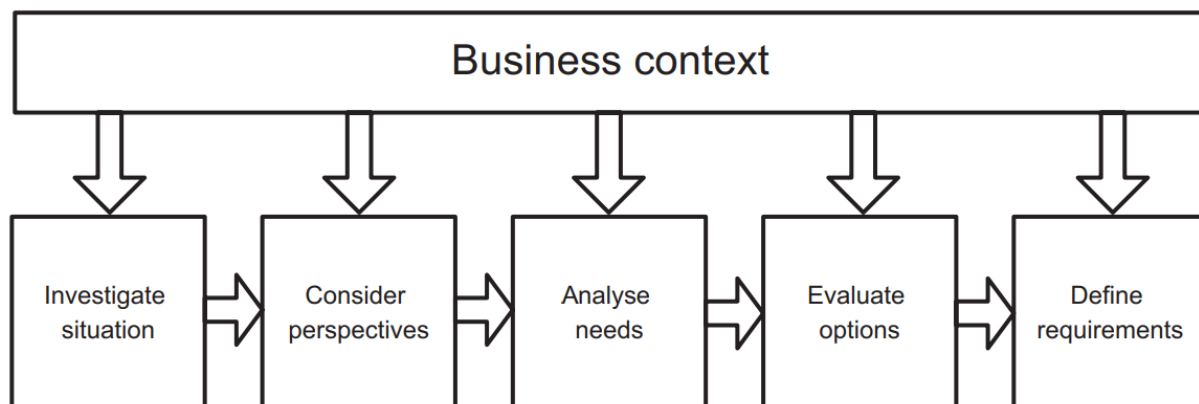 Business context
Investigate
situation
Consider
perspectives
Analyse
needs
Evaluate
options
Define
requirements